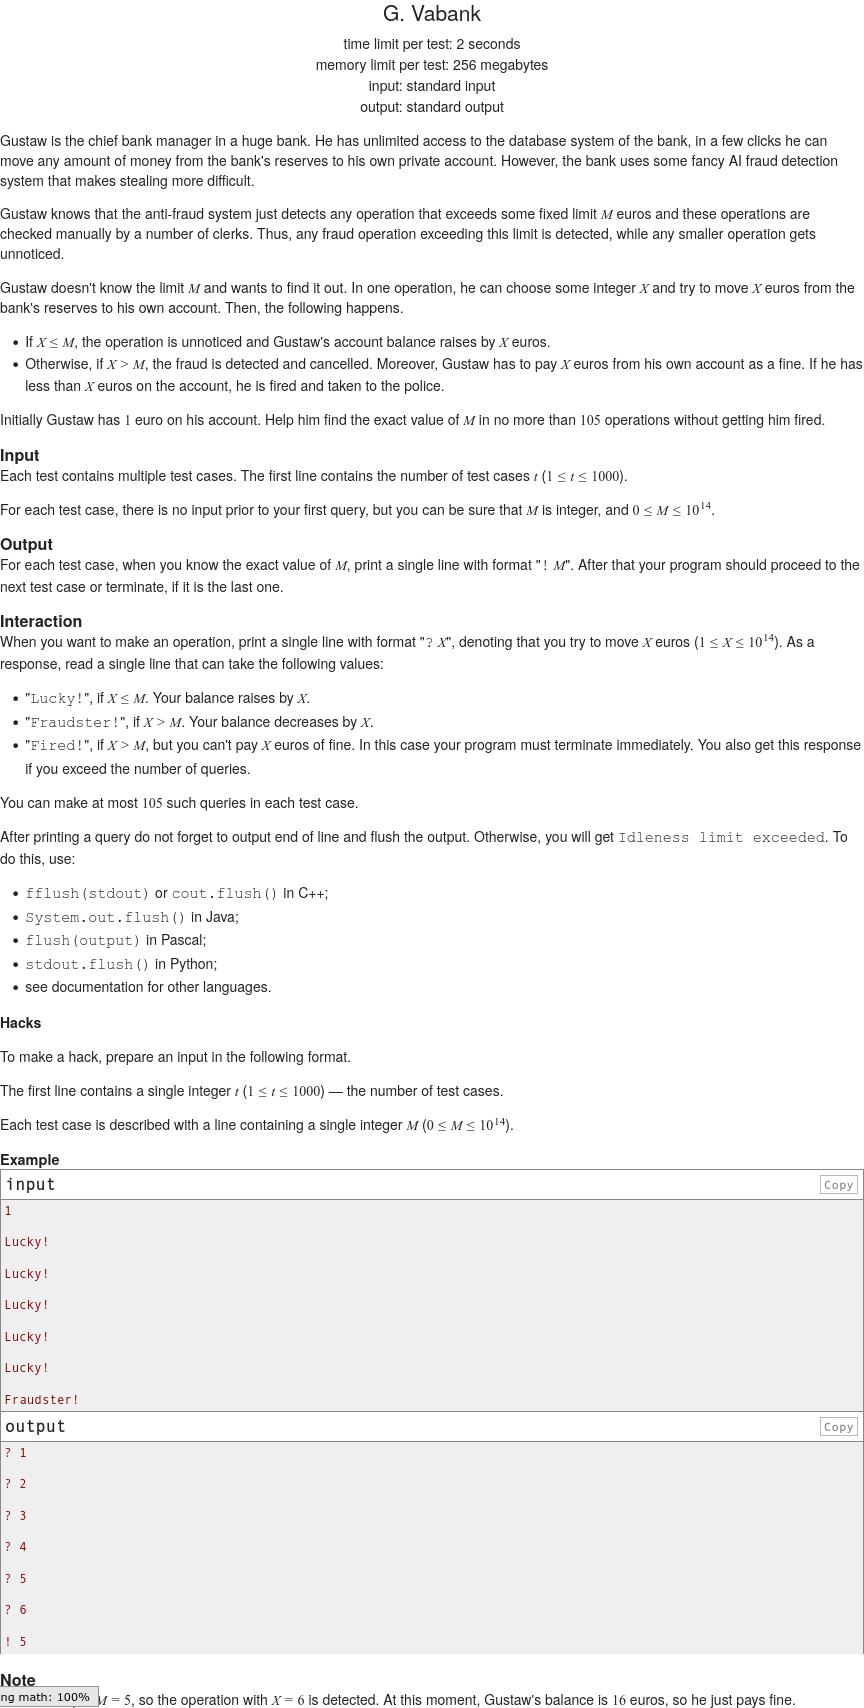 G. Vabank
time limit per test: 2 seconds
memory limit per test: 256 megabytes
input: standard input
output: standard output
Gustaw is the chief bank manager in a huge bank. He has unlimited access to the database system of the bank, in a few clicks he can
move any amount of money from the bank's reserves to his own private account. However, the bank uses some fancy AI fraud detection
system that makes stealing more difficult.
Gustaw knows that the anti-fraud system just detects any operation that exceeds some fixed limit M euros and these operations are
checked manually by a number of clerks. Thus, any fraud operation exceeding this limit is detected, while any smaller operation gets
unnoticed.
Gustaw doesn't know the limit M and wants to find it out. In one operation, he can choose some integer X and try to move X euros from the
bank's reserves to his own account. Then, the following happens.
• If X ≤ M, the operation is unnoticed and Gustaw's account balance raises by X euros.
• Otherwise, if X > M, the fraud is detected and cancelled. Moreover, Gustaw has to pay X euros from his own account as a fine. If he has
less than X euros on the account, he is fired and taken to the police.
Initially Gustaw has 1 euro on his account. Help him find the exact value of M in no more than 105 operations without getting him fired.
Input
Each test contains multiple test cases. The first line contains the number of test cases t (1 ≤ t ≤ 1000).
For each test case, there is no input prior to your first query, but you can be sure that M is integer, and 0 ≤ M ≤ 10^14.
Output
For each test case, when you know the exact value of M, print a single line with format "! M". After that your program should proceed to the
next test case or terminate, if it is the last one.
Interaction
When you want to make an operation, print a single line with format "? X", denoting that you try to move X euros (1 ≤ X ≤ 10^14). As a
response, read a single line that can take the following values:
• "Lucky!", if X ≤ M. Your balance raises by X.
• "Fraudster!", if X > M. Your balance decreases by X.
• "Fired!", if X > M, but you can't pay X euros of fine. In this case your program must terminate immediately. You also get this response
if you exceed the number of queries.
You can make at most 105 such queries in each test case.
After printing a query do not forget to output end of line and flush the output. Otherwise, you will get Idleness limit exceeded. To
do this, use:
• fflush(stdout) or cout.flush() in C++;
• System.out.flush() in Java;
• flush(output) in Pascal;
• stdout.flush() in Python;
• see documentation for other languages.
Hacks
To make a hack, prepare an input in the following format.
The first line contains a single integer t (1 ≤ t ≤ 1000) — the number of test cases.
Each test case is described with a line containing a single integer M (0 ≤ M ≤ 10^14).
Example
input Copy
1
Lucky!
Lucky!
Lucky!
Lucky!
Lucky!
Fraudster!
output Copy
? 1
? 2
? 3
? 4
? 5
? 6
! 5
Note
ng math: 100%
M = 5, so the operation with X = 6 is detected. At this moment, Gustaw's balance is 16 euros, so he just pays fine.